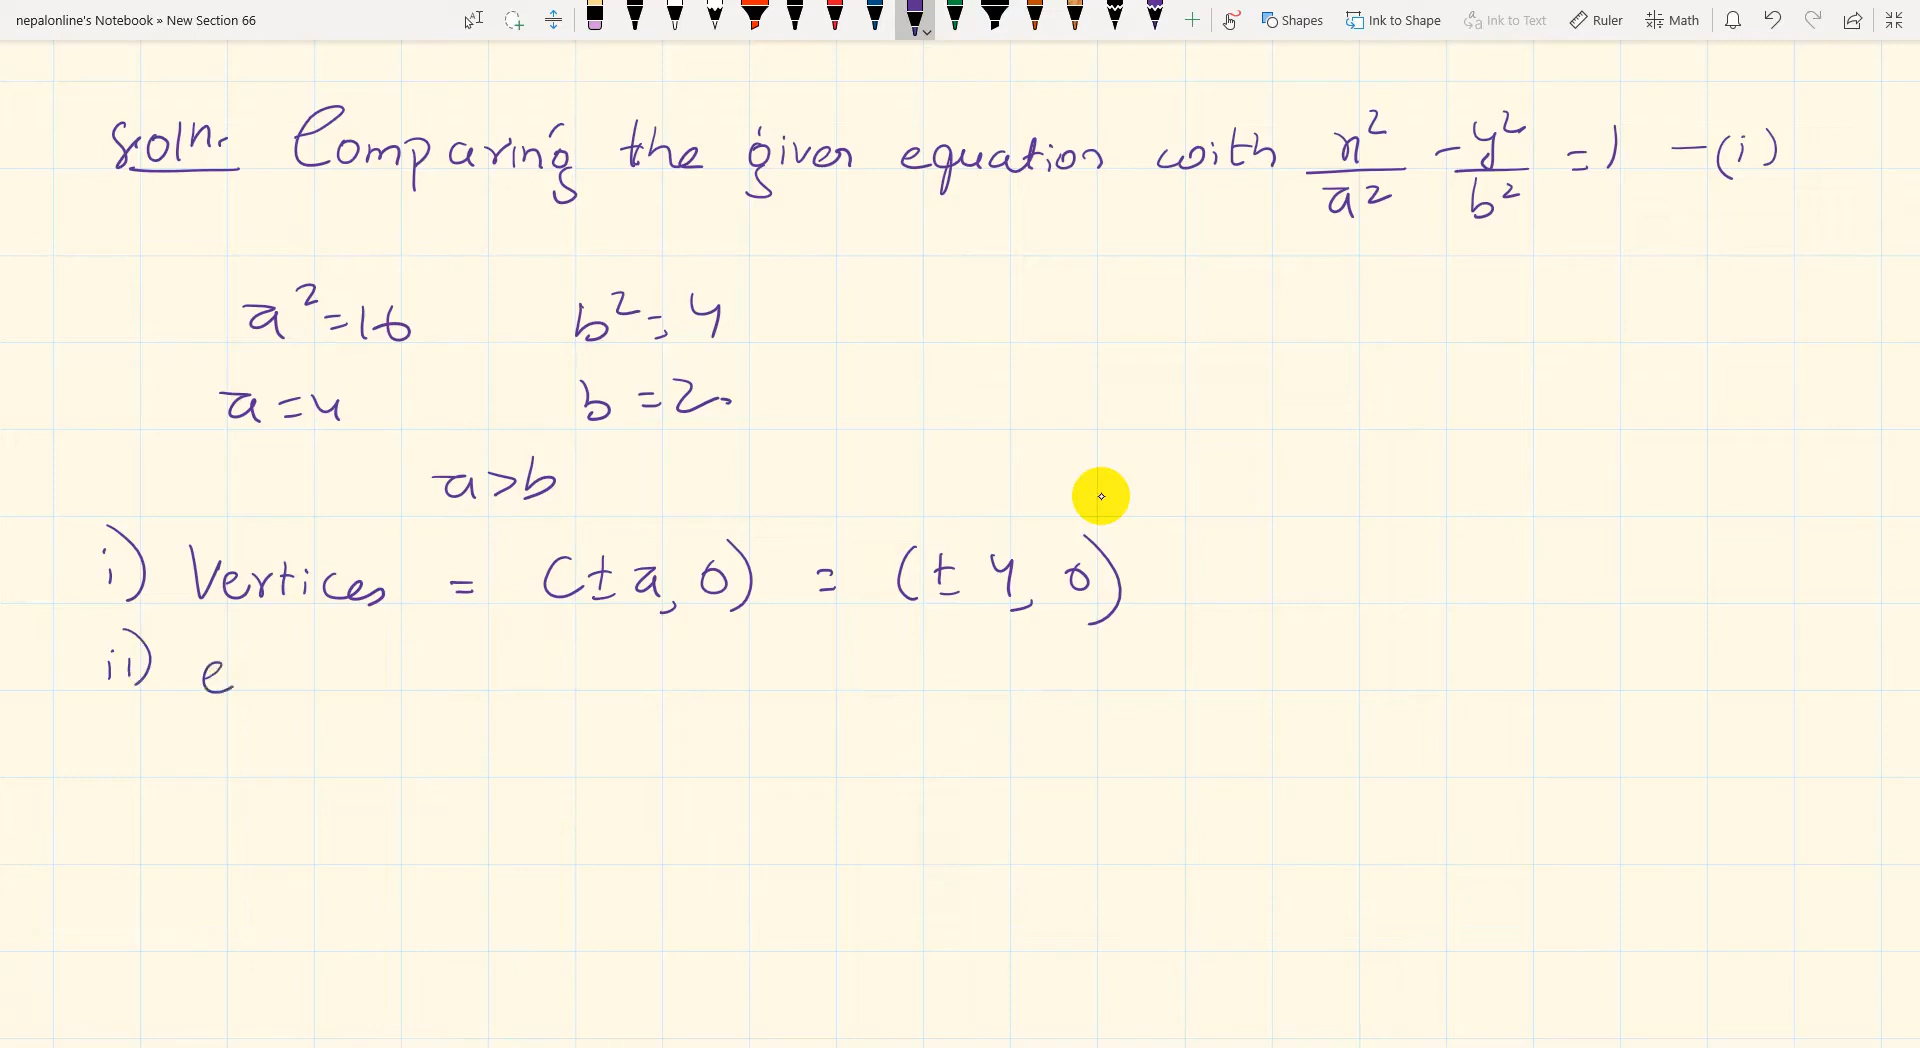 nepalonline's Notebook » New Section 66
Shapes Ink to Shape Ink to Text Ruler Math
Soln. Comparing the given equation with x²/a² - y²/b² = 1 - (i)
a² = 16 b² = 4
a = 4 b = 2
a > b
i) Vertices = (± a, 0) = (± 4, 0)
ii) e